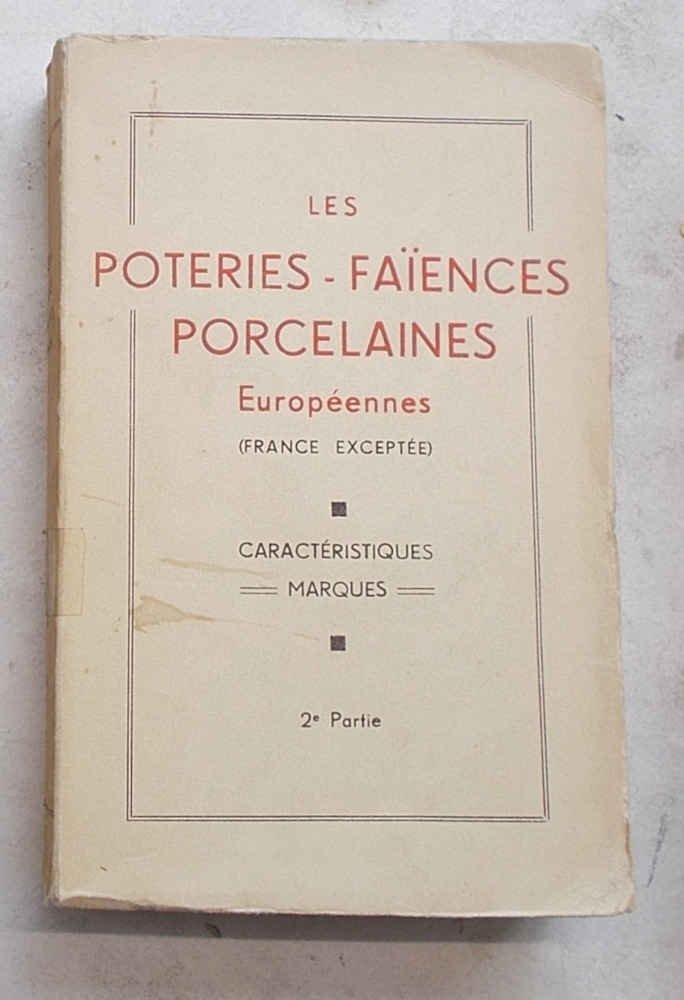 LES
POTERIES - FAÏENCES
PORCELAINES
Européennes
(FRANCE EXCEPTÉE)
CARACTÉRISTIQUES
MARQUES
2e Partie